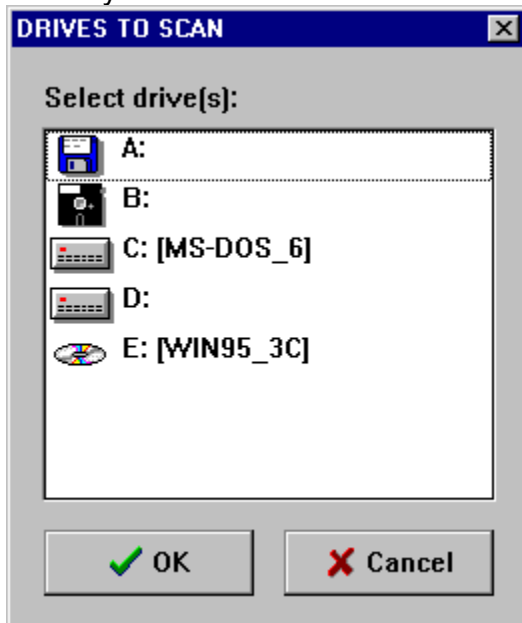 DRIVES TO SCAN
Select drive(s):
A:
B:
C: [MS-DOS_6]
D:
E: [WIN95_3C]
OK
Cancel